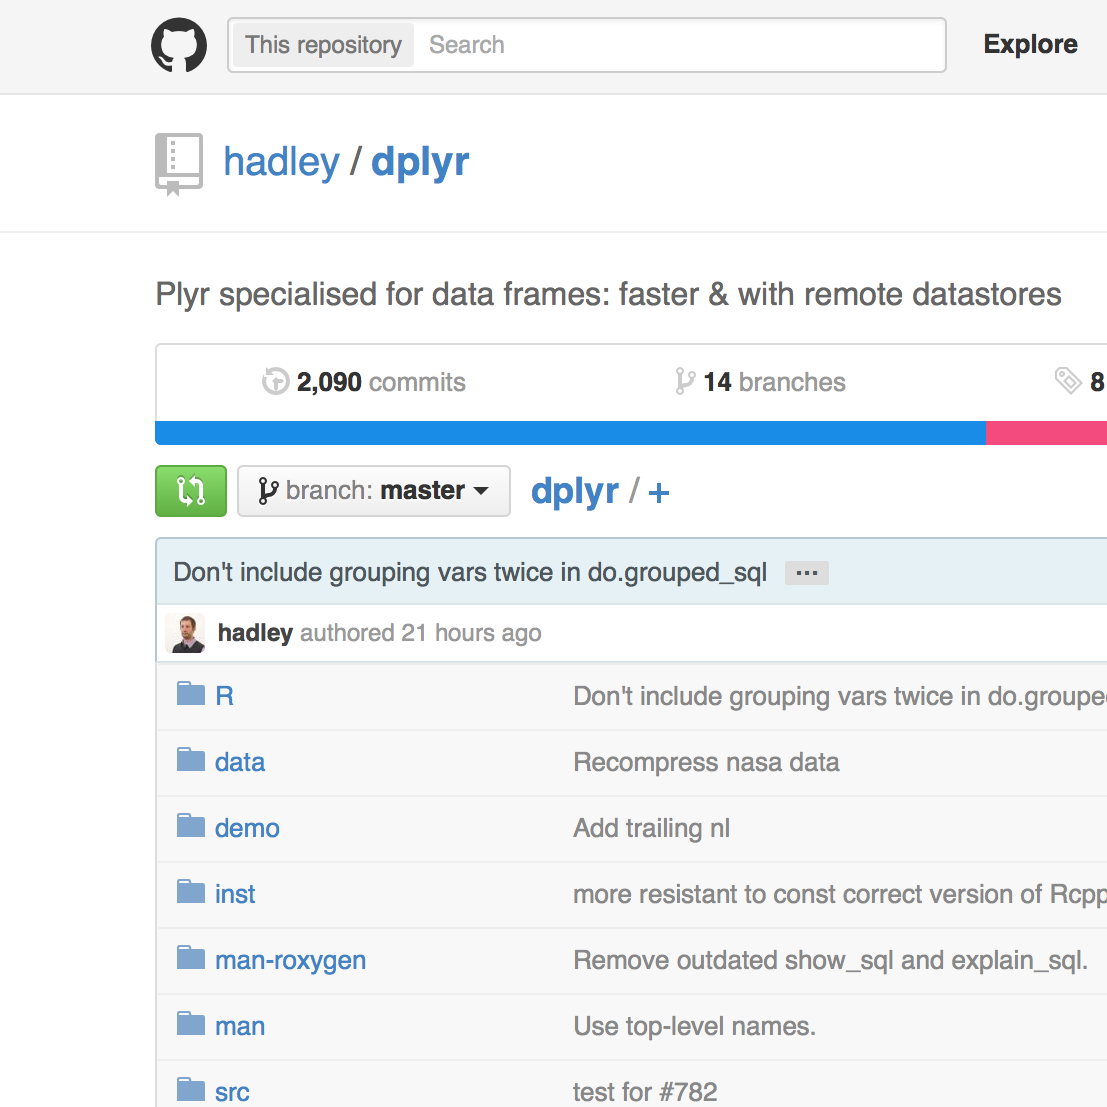 This repository Search Explore
hadley / dplyr
Plyr specialised for data frames: faster & with remote datastores
2,090 commits 14 branches 8
branch: master dplyr / +
Don't include grouping vars twice in do.grouped_sql ...
hadley authored 21 hours ago
R Don't include grouping vars twice in do.groupe
data Recompress nasa data
demo Add trailing nl
inst more resistant to const correct version of Rcpp
man-roxygen Remove outdated show_sql and explain_sql.
man Use top-level names.
src test for #782